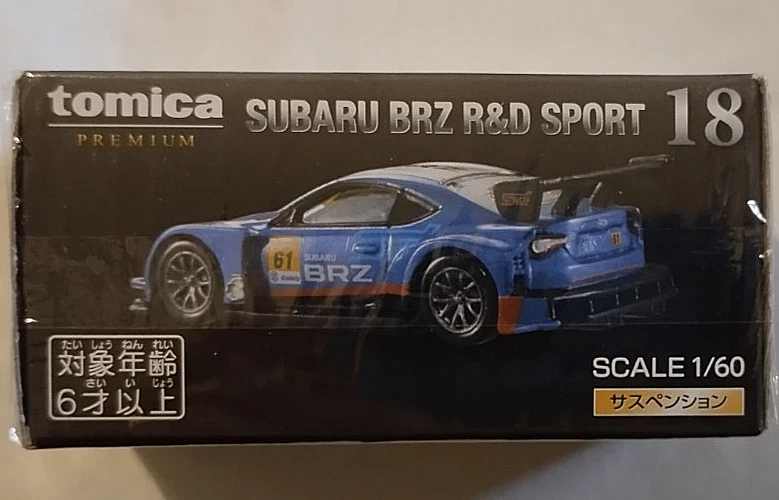 tomica
PREMIUM
SUBARU BRZ R&D SPORT
18
STI
61
SUBARU
BRZ
61
たいしょうねんれい
対象年齢
さいいじょう
6才以上
SCALE 1/60
サスペンション